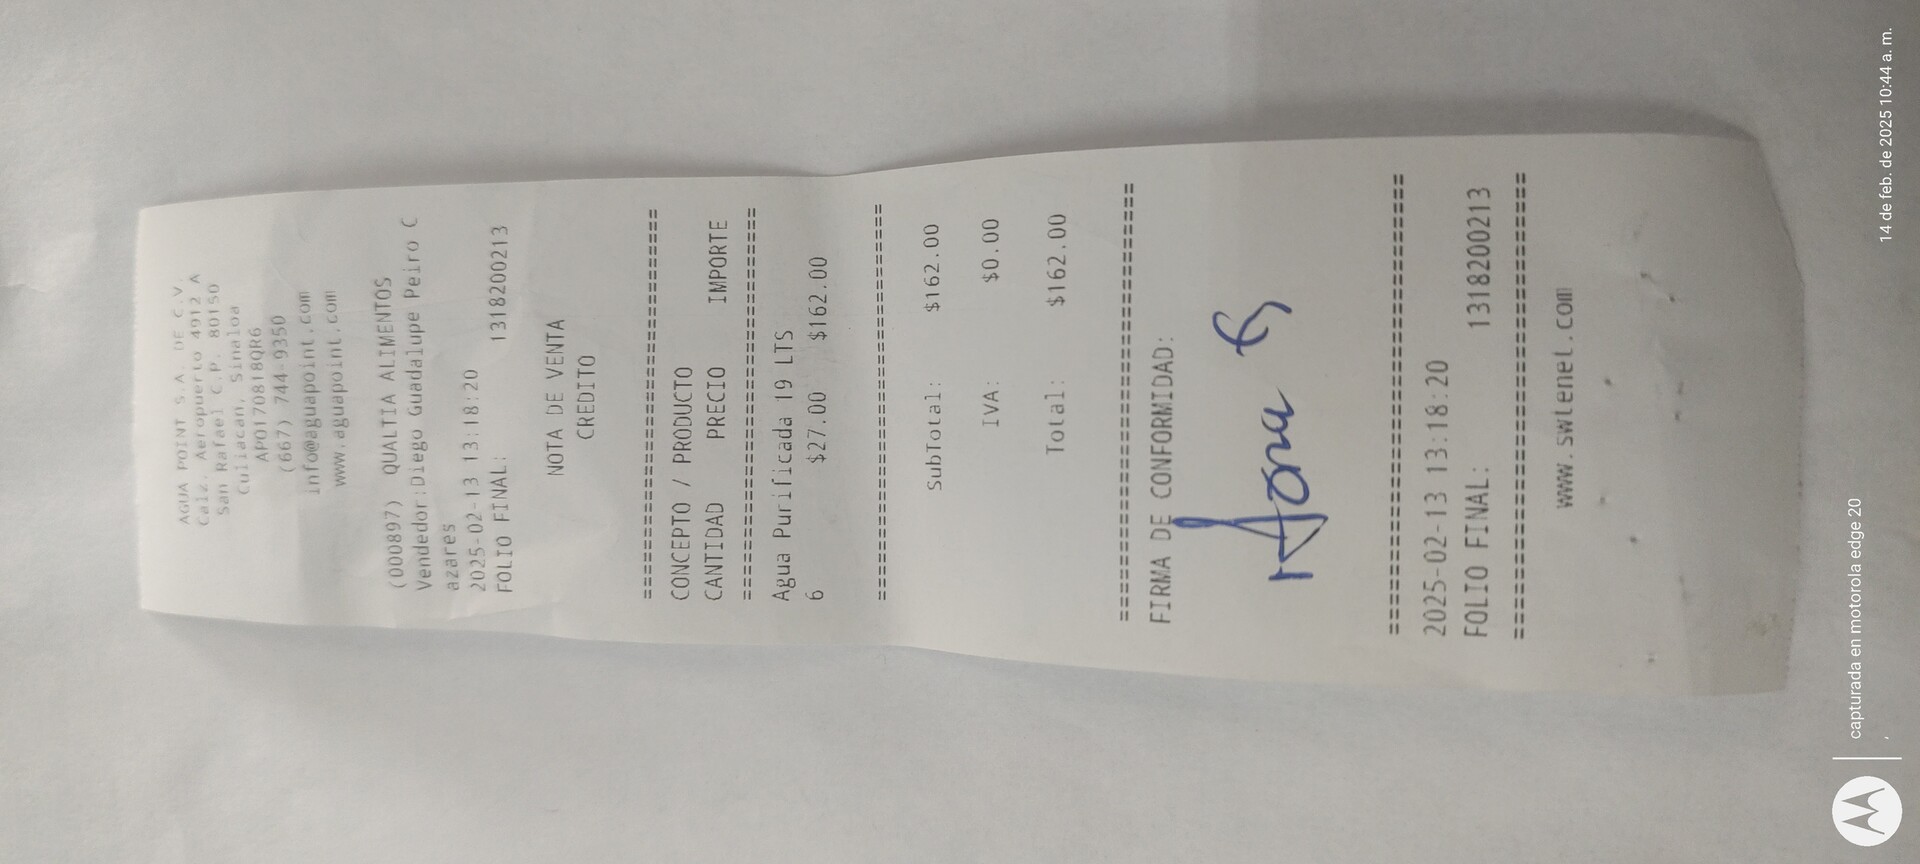 AGUA POINT S.A. DE C.V.
Calz. Aeropuerto 4912 A
San Rafael C.P. 80150
Culiacan, Sinaloa
APO170818QR6
(667) 744-9350
info@aguapoint.com
www.aguapoint.com
(000897) QUALTIA ALIMENTOS
Vendedor:Diego Guadalupe Peiro C
azares
2025-02-13 13:18:20
FOLIO FINAL: 1318200213
NOTA DE VENTA
CREDITO
================================
CONCEPTO / PRODUCTO
CANTIDAD PRECIO IMPORTE
================================
Agua Purificada 19 LTS
6 $27.00 $162.00
================================
SubTotal: $162.00
IVA: $0.00
Total: $162.00
================================
FIRMA DE CONFORMIDAD:
================================
2025-02-13 13:18:20
FOLIO FINAL: 1318200213
================================
www.swtenet.com
capturada en motorola edge 20
14 de feb. de 2025 10:44 a. m.